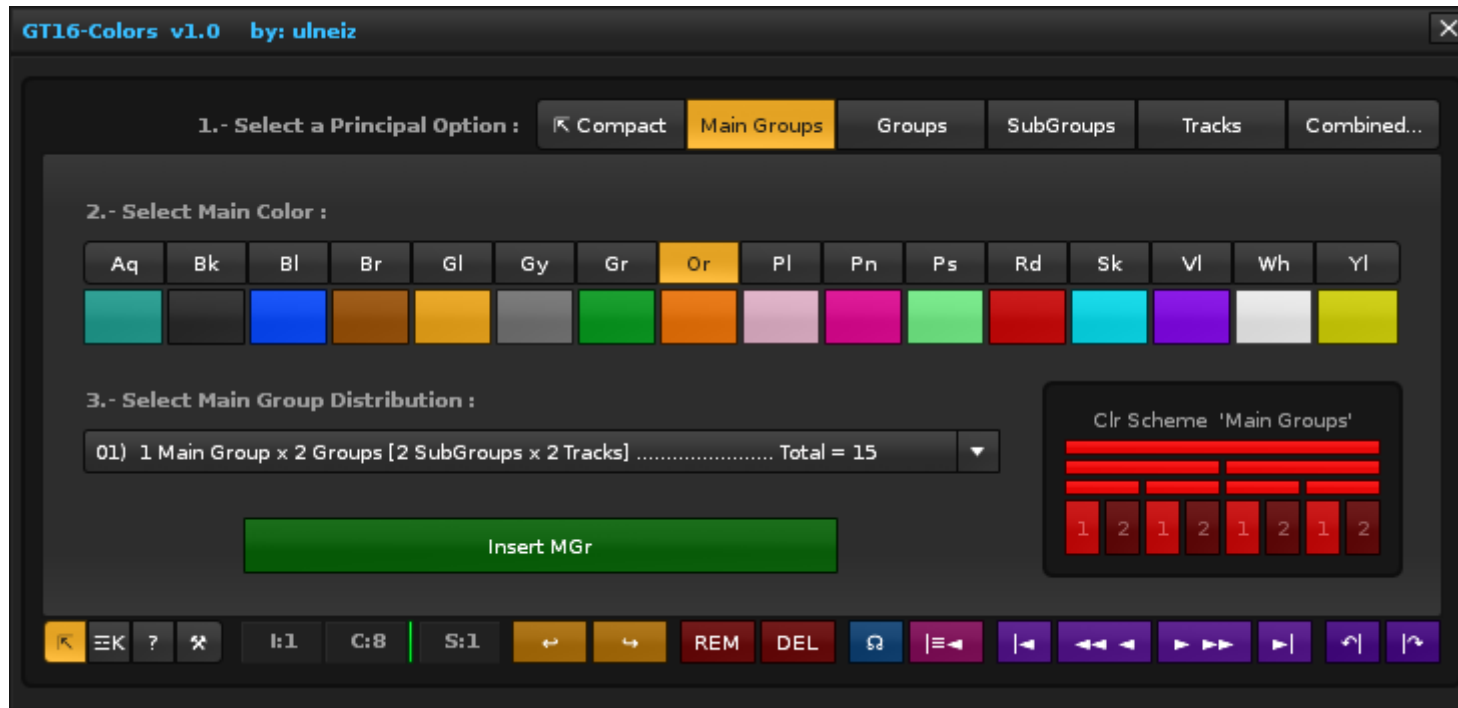 GT16-Colors v1.0 by: ulneiz
1.- Select a Principal Option : Compact Main Groups Groups SubGroups Tracks Combined...
2.- Select Main Color :
Aq Bk Bl Br Gl Gy Gr Or Pl Pn Ps Rd Sk Vl Wh Yl
3.- Select Main Group Distribution :
01) 1 Main Group x 2 Groups [2 SubGroups x 2 Tracks] ....................... Total = 15
Clr Scheme 'Main Groups'
1 2 1 2 1 2 1 2
Insert MGr
K ? I:1 C:8 S:1 REM DEL